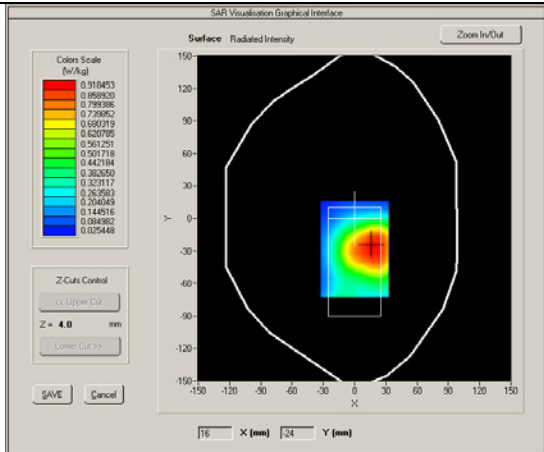 SAR Visualisation Graphical Interface
Surface Radiated Intensity
Zoom In/Out
Colors Scale
(W/kg)
0.918453
0.858920
0.799386
0.739852
0.680319
0.620785
0.561251
0.501718
0.442184
0.382650
0.323117
0.263583
0.204049
0.144516
0.084982
0.025448
Z-Cuts Control
<< Upper Cut
Z = 4.0 mm
Lower Cut >>
SAVE
Cancel
150
120
90
60
30
Y
0
-30
-60
-90
-120
-150
-150 -120 -90 -60 -30 0 30 60 90 120 150
X
16 X (mm) -24 Y (mm)